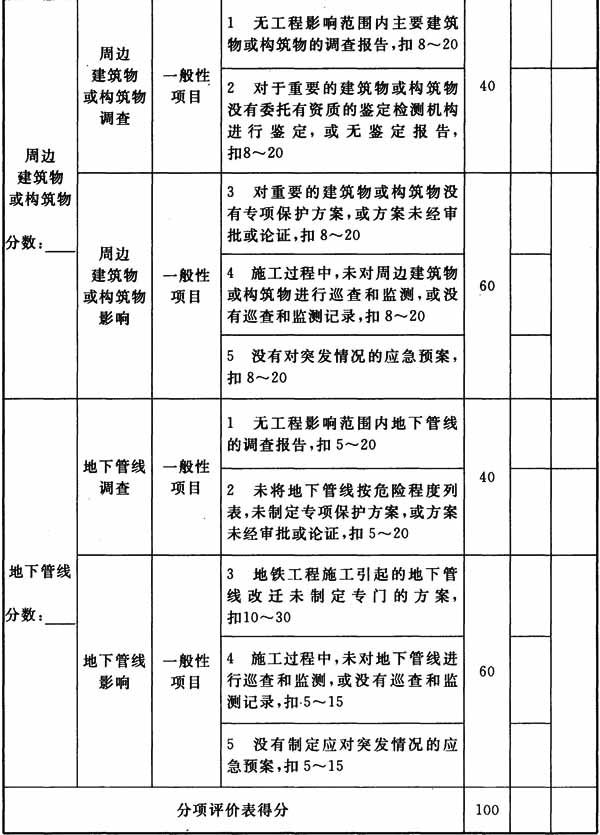 周边
建筑物
或构筑物
分数：
周边
建筑物
或构筑物
调查
一般性
项目
1 无工程影响范围内主要建筑
物或构筑物的调查报告，扣 8～20
2 对于重要的建筑物或构筑物
没有委托有资质的鉴定检测机构
进行鉴定，或无鉴定报告，
扣8～20
40
周边
建筑物
或构筑物
影响
一般性
项目
3 对重要的建筑物或构筑物没
有专项保护方案，或方案未经审
批或论证，扣 8～20
4 施工过程中，未对周边建筑物
或构筑物进行巡查和监测，或没
有巡查和监测记录，扣 8～20
5 没有对突发情况的应急预案，
扣 8～20
60
地下管线
分数：
地下管线
调查
一般性
项目
1 无工程影响范围内地下管线
的调查报告，扣 5～20
2 未将地下管线按危险程度列
表，未制定专项保护方案，或方案
未经审批或论证，扣 5～20
40
地下管线
影响
一般性
项目
3 地铁工程施工引起的地下管
线改迁未制定专门的方案，
扣10～30
4 施工过程中，未对地下管线进
行巡查和监测，或没有巡查和监
测记录，扣 5～15
5 没有制定应对突发情况的应
急预案，扣 5～15
60
分项评价表得分
100